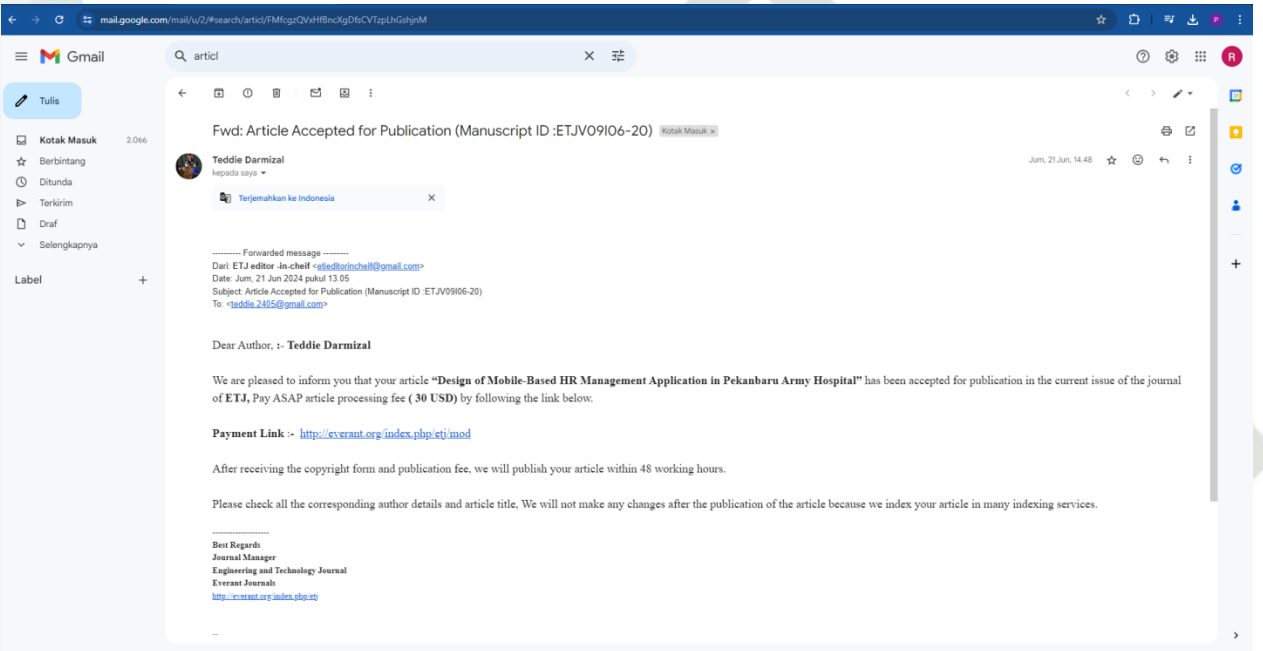 mail.google.com/mail/u/2/#search/articl/FMfcgzQVxHfBncXgDfsCVTzpLhGshjnM
P
Gmail
articl
R
Tulis
Kotak Masuk 2.066
Berbintang
Ditunda
Terkirim
Draf
Selengkapnya
Label
Fwd: Article Accepted for Publication (Manuscript ID :ETJV09I06-20) Kotak Masuk x
Teddie Darmizal
kepada saya
Jum, 21 Jun, 14.48
Terjemahkan ke Indonesia
---------- Forwarded message ---------
Dari: ETJ editor -in-cheif <etjeditorincheif@gmail.com>
Date: Jum, 21 Jun 2024 pukul 13.05
Subject: Article Accepted for Publication (Manuscript ID :ETJV09I06-20)
To: <teddie.2405@gmail.com>
Dear Author, :- Teddie Darmizal
We are pleased to inform you that your article “Design of Mobile-Based HR Management Application in Pekanbaru Army Hospital” has been accepted for publication in the current issue of the journal
of ETJ, Pay ASAP article processing fee ( 30 USD) by following the link below.
Payment Link :- http://everant.org/index.php/etj/mod
After receiving the copyright form and publication fee, we will publish your article within 48 working hours.
Please check all the corresponding author details and article title, We will not make any changes after the publication of the article because we index your article in many indexing services.
-------------------
Best Regards
Journal Manager
Engineering and Technology Journal
Everant Journals
http://everant.org/index.php/etj
--